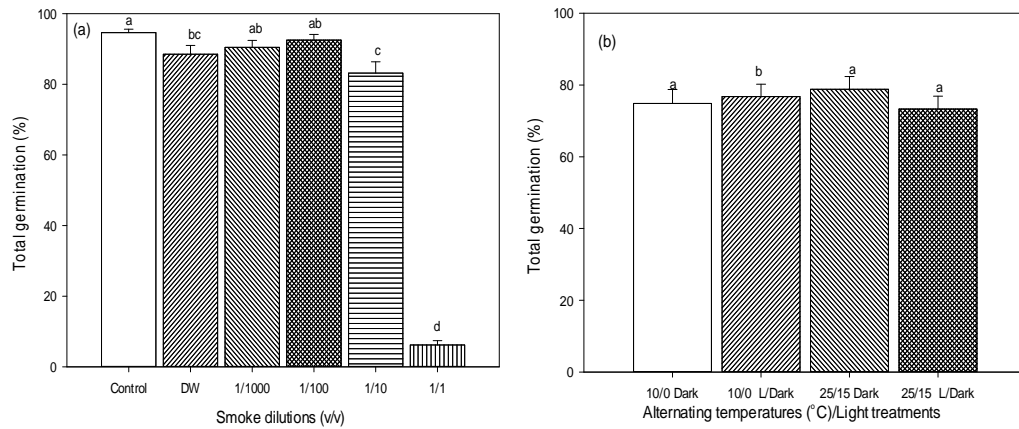 (a)
Total germination (%)
100
80
60
40
20
0
a
bc
ab
ab
c
d
Control DW 1/1000 1/100 1/10 1/1
Smoke dilutions (v/v)
(b)
Total germination (%)
100
80
60
40
20
0
a
b
a
a
10/0 Dark 10/0 L/Dark 25/15 Dark 25/15 L/Dark
Alternating temperatures (°C)/Light treatments